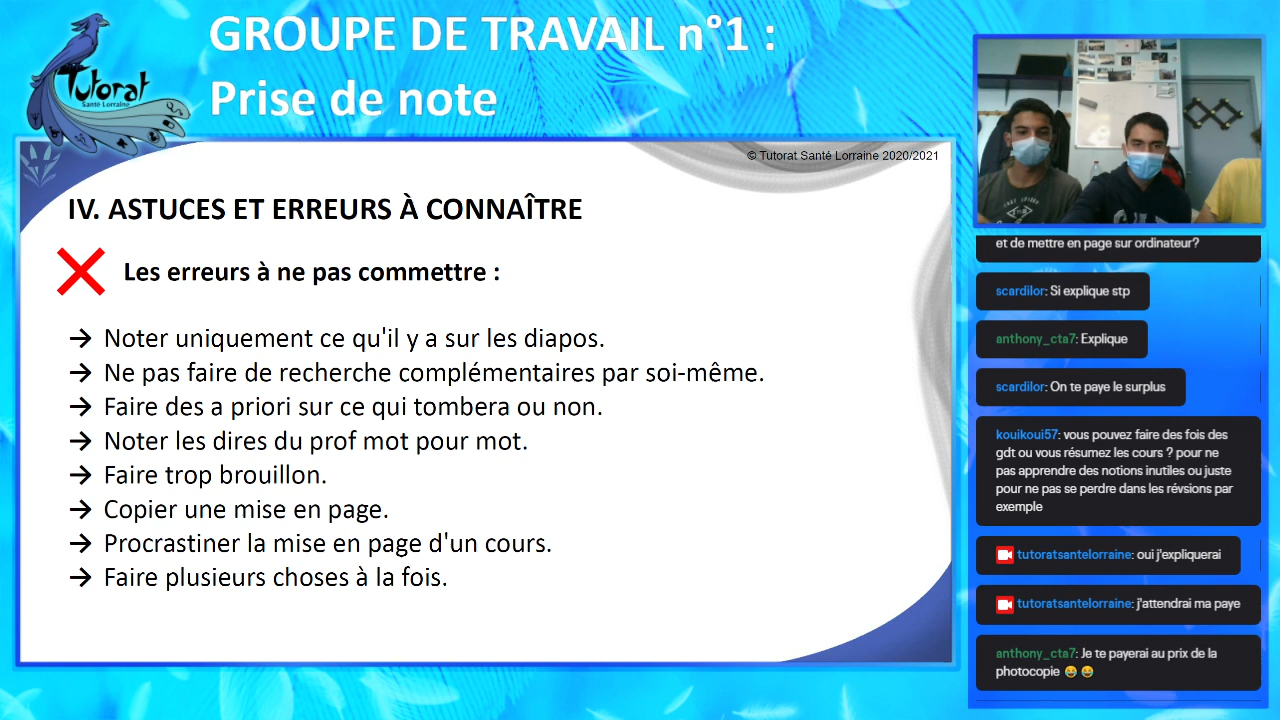 GROUPE DE TRAVAIL n°1 :
Prise de note
Tutorat
Santé Lorraine
© Tutorat Santé Lorraine 2020/2021
IV. ASTUCES ET ERREURS À CONNAÎTRE
Les erreurs à ne pas commettre :
→ Noter uniquement ce qu'il y a sur les diapos.
→ Ne pas faire de recherche complémentaires par soi-même.
→ Faire des a priori sur ce qui tombera ou non.
→ Noter les dires du prof mot pour mot.
→ Faire trop brouillon.
→ Copier une mise en page.
→ Procrastiner la mise en page d'un cours.
→ Faire plusieurs choses à la fois.
et de mettre en page sur ordinateur?
scardilor: Si explique stp
anthony_cta7: Explique
scardilor: On te paye le surplus
kouikoui57: vous pouvez faire des fois des
gdt ou vous résumez les cours ? pour ne
pas apprendre des notions inutiles ou juste
pour ne pas se perdre dans les révsions par
exemple
tutoratsantelorraine: oui j'expliquerai
tutoratsantelorraine: j'attendrai ma paye
anthony_cta7: Je te payerai au prix de la
photocopie 😂 😂